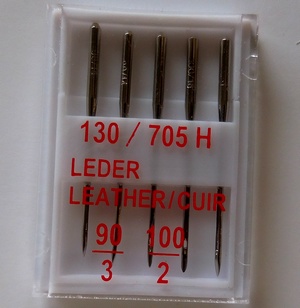 130 / 705 H
LEDER
LEATHER/CUIR
90 100
3 2